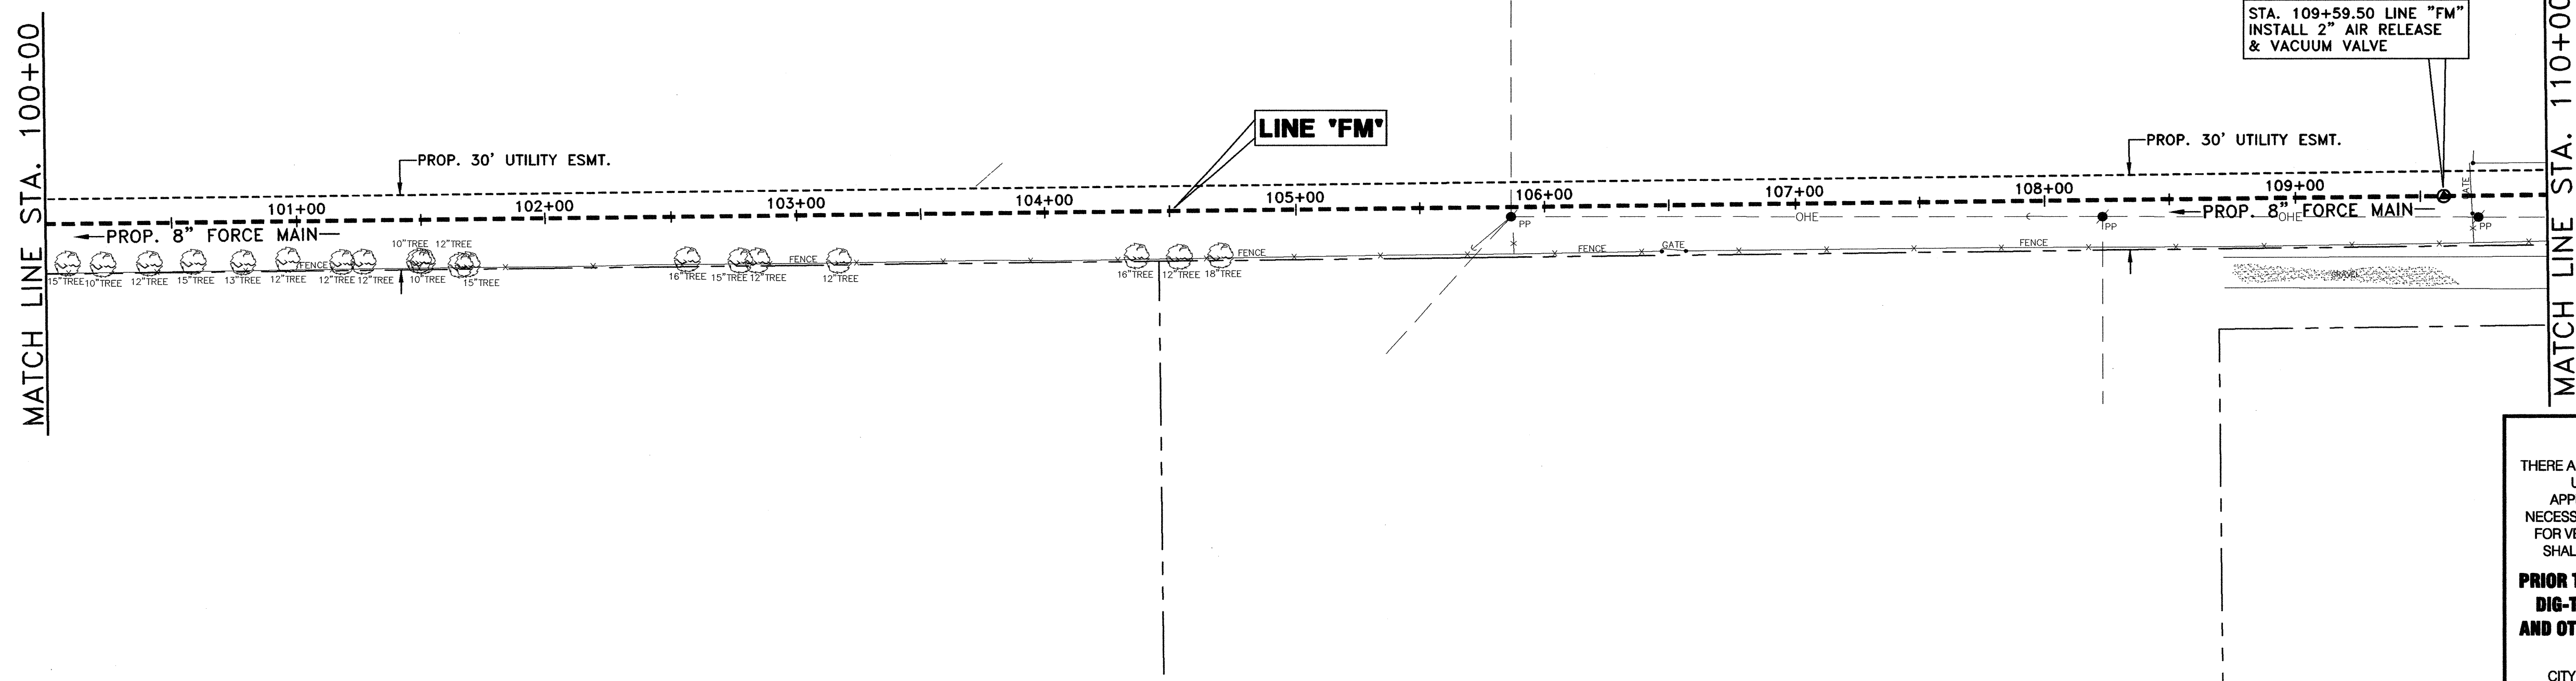 MATCH LINE STA. 100+00
STA. 109+59.50 LINE "FM"
INSTALL 2" AIR RELEASE
& VACUUM VALVE
MATCH LINE STA. 110+00
LINE "FM"
PROP. 30' UTILITY ESMT.
PROP. 30' UTILITY ESMT.
101+00
102+00
103+00
104+00
105+00
106+00
107+00
108+00
109+00
GATE
PROP. 8" FORCE MAIN
PROP. 8" FORCE MAIN
OHE
OHE
PP
PP
PP
10"TREE 12"TREE
FENCE
FENCE
FENCE
FENCE
GATE
FENCE
15"TREE
10"TREE
12"TREE
15"TREE
13"TREE
12"TREE
12"TREE
12"TREE
10"TREE
15"TREE
16"TREE
15"TREE
12"TREE
12"TREE
16"TREE
12"TREE
18"TREE
GRAVEL
THERE A
U
APP
NECESS
FOR VE
SHAL
PRIOR T
DIG-T
AND OT
CITY